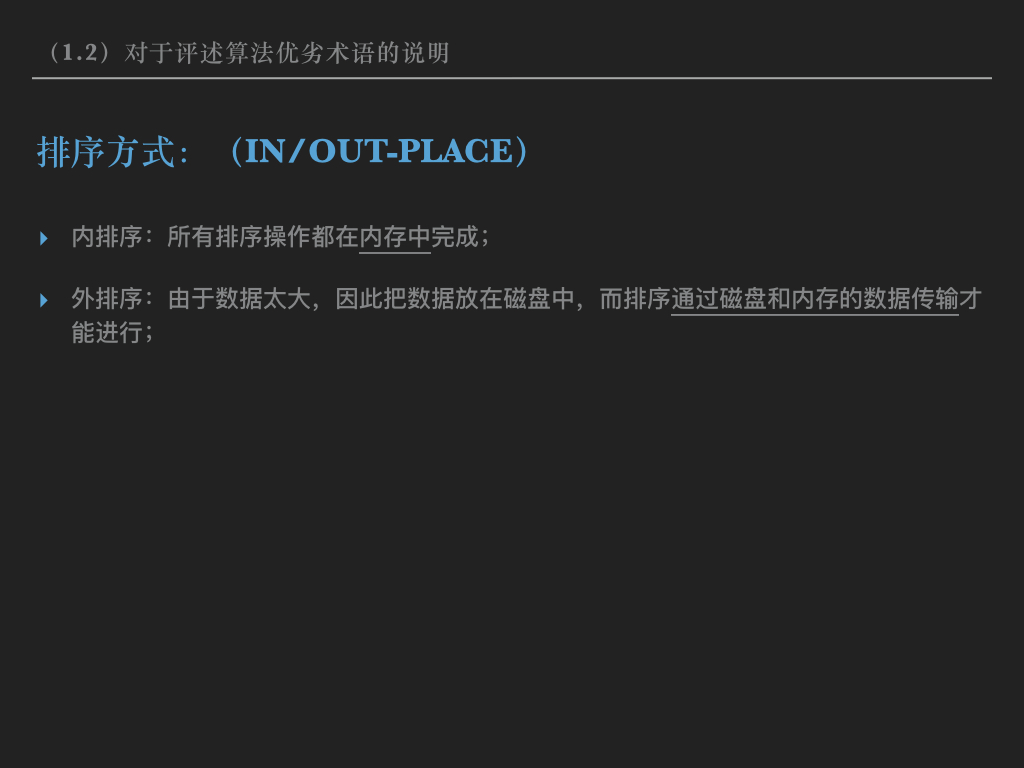 （1.2）对于评述算法优劣术语的说明
排序方式：（IN/OUT-PLACE）
内排序：所有排序操作都在内存中完成；
外排序：由于数据太大，因此把数据放在磁盘中，而排序通过磁盘和内存的数据传输才
能进行；